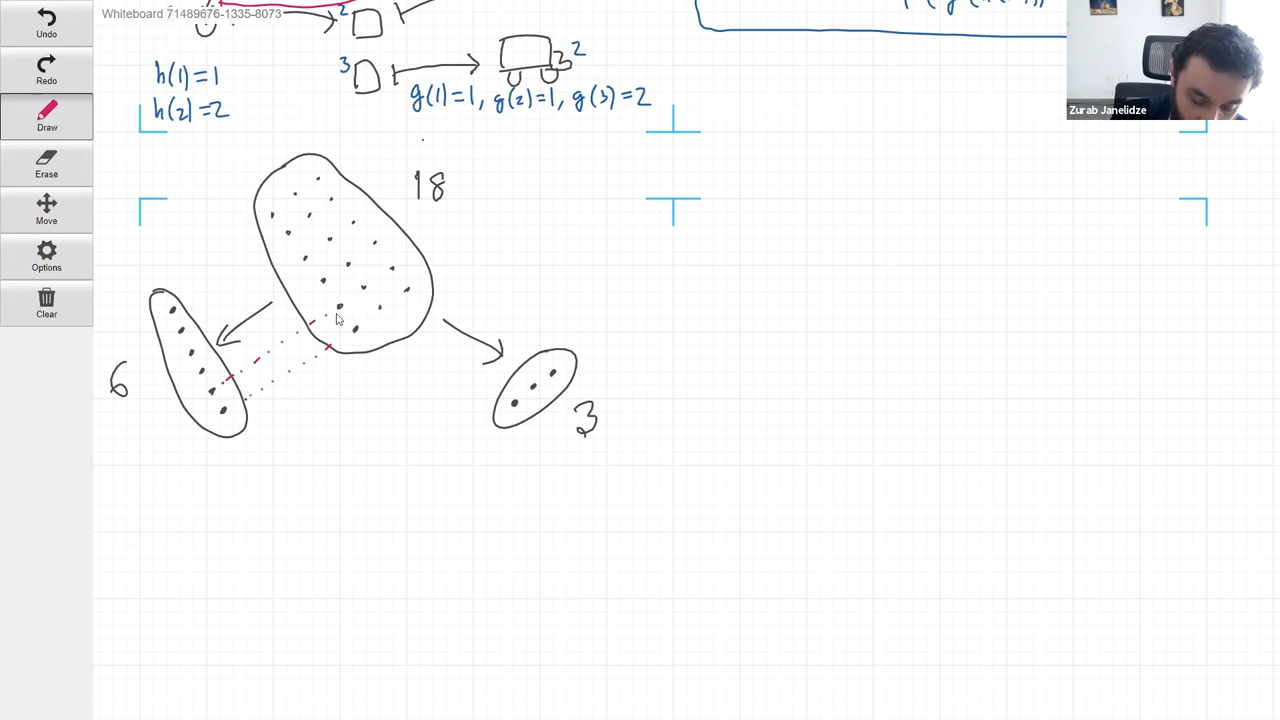 Whiteboard 71489676-1335-8073
Undo
Redo
Draw
Erase
Move
Options
Clear
2
3
2
h(1)=1
h(2)=2
g(1)=1, g(2)=1, g(3)=2
Zurab Janelidze
18
6
3